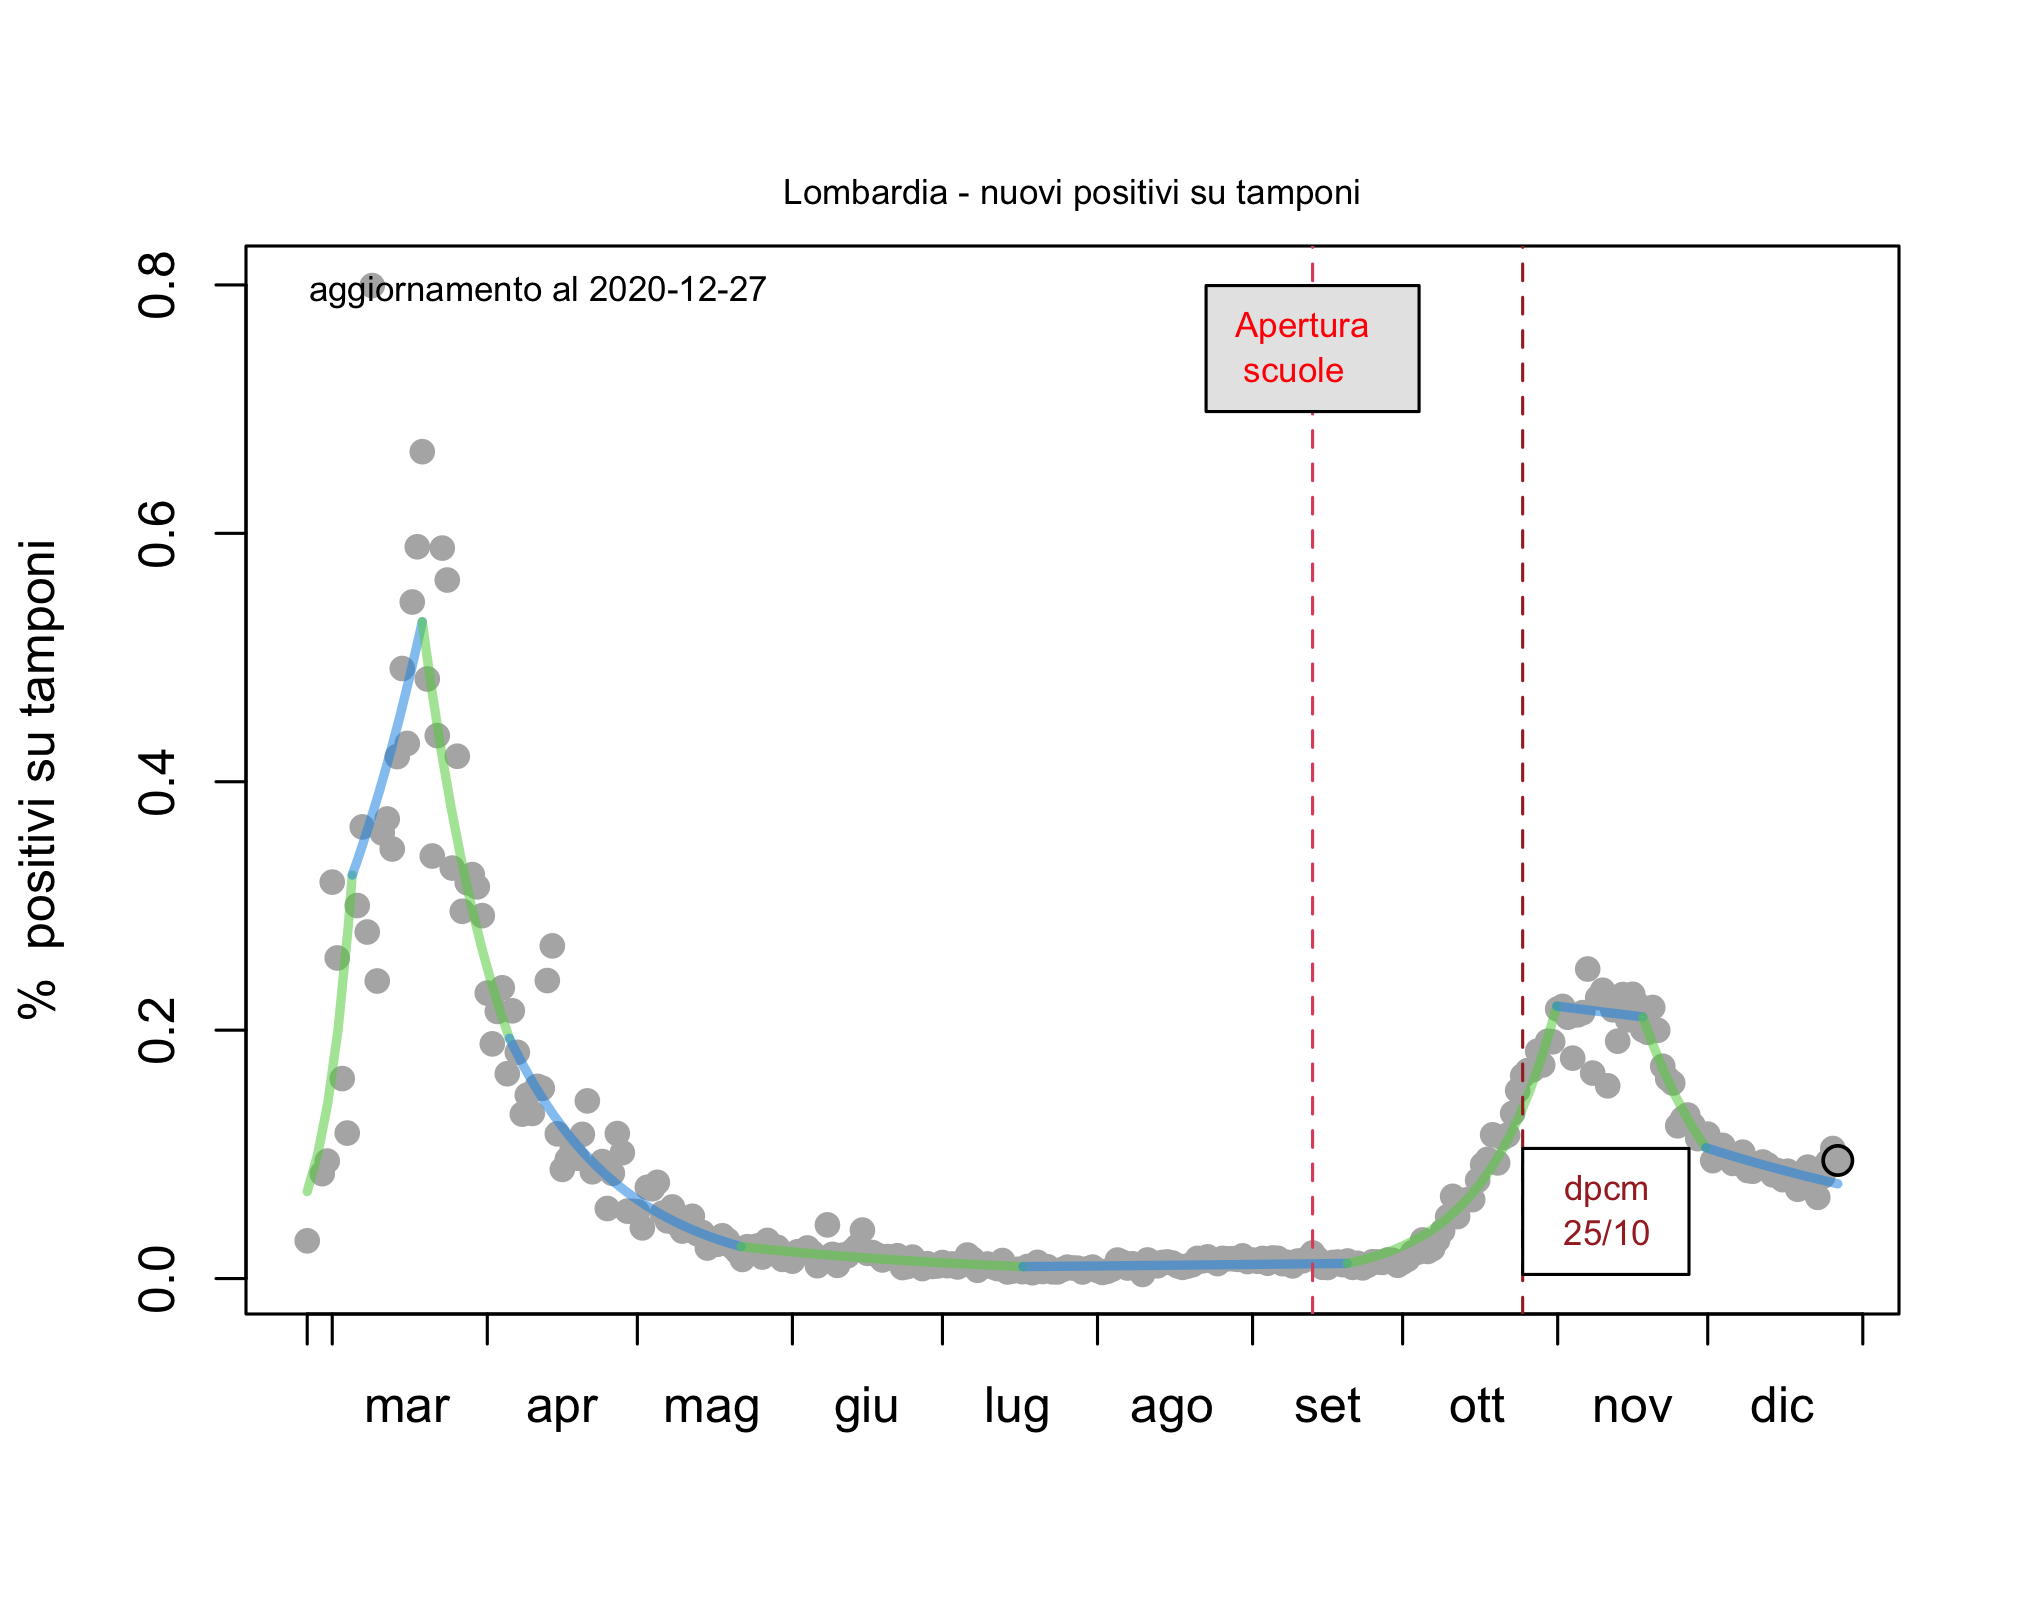 Lombardia - nuovi positivi su tamponi
aggiornamento al 2020-12-27
Apertura
scuole
dpcm
25/10
% positivi su tamponi
0.8
0.6
0.4
0.2
0.0
mar apr mag giu lug ago set ott nov dic